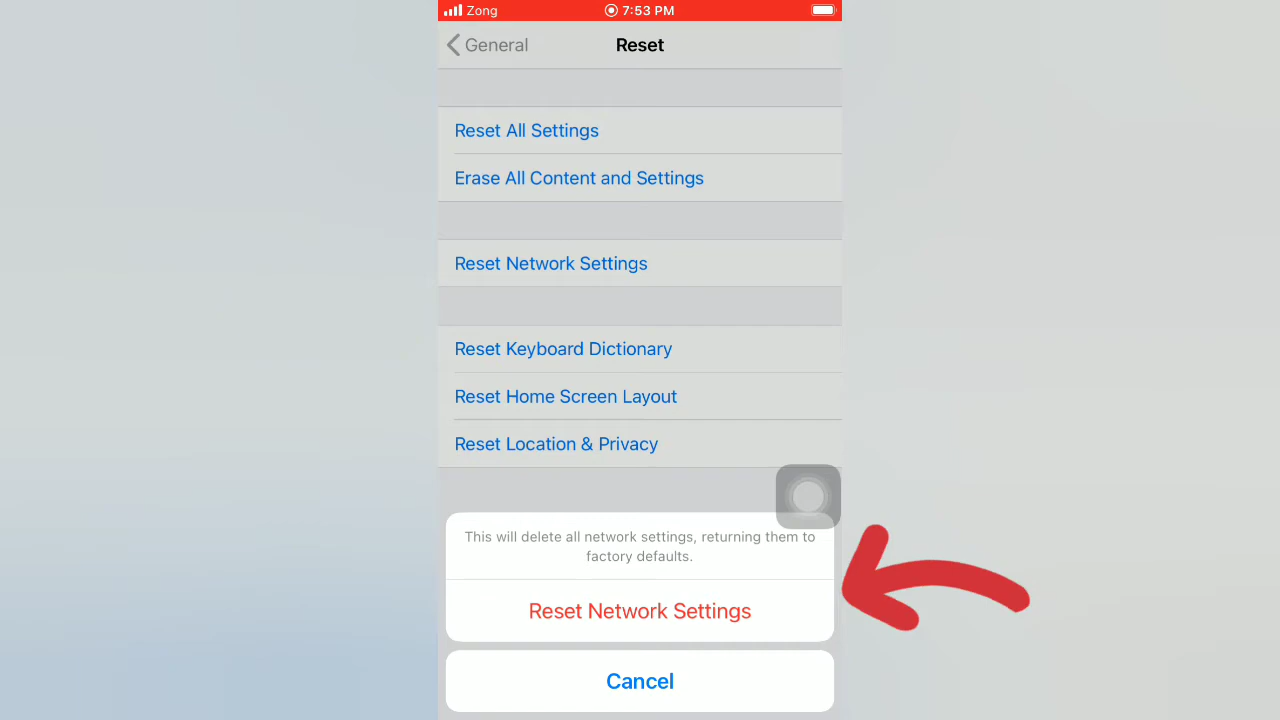 Zong
7:53 PM
General
Reset
Reset All Settings
Erase All Content and Settings
Reset Network Settings
Reset Keyboard Dictionary
Reset Home Screen Layout
Reset Location & Privacy
This will delete all network settings, returning them to
factory defaults.
Reset Network Settings
Cancel